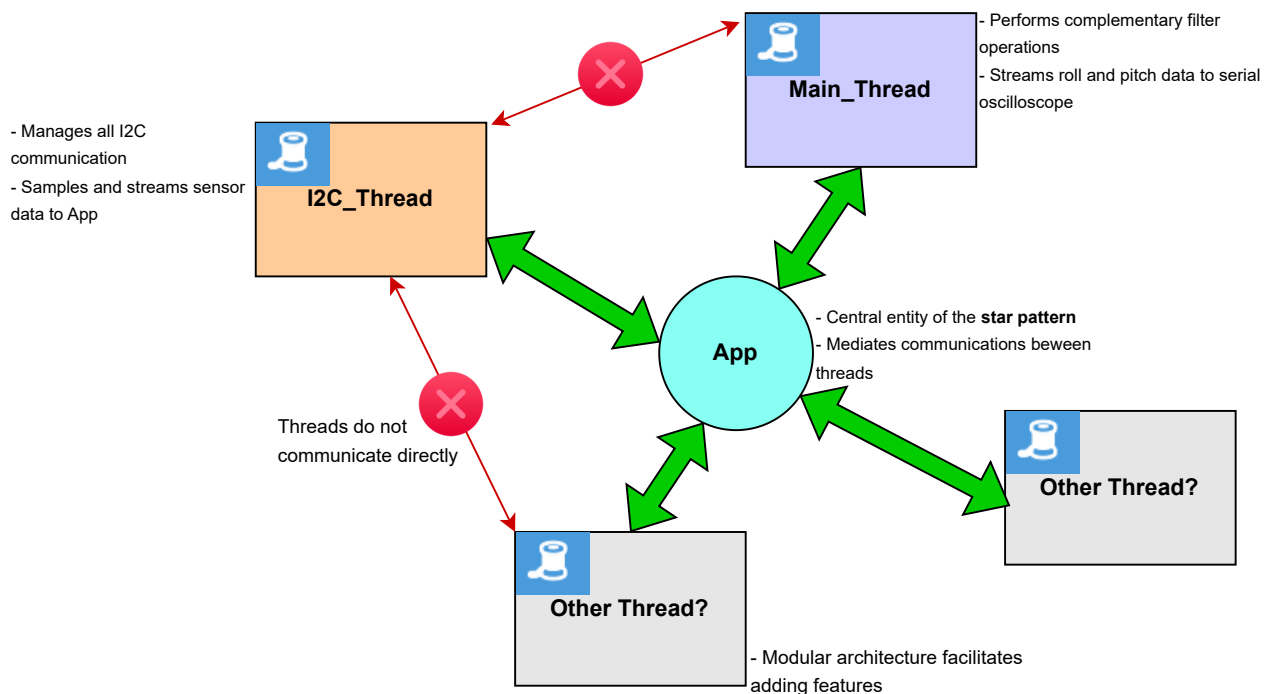 - Performs complementary filter
operations
- Streams roll and pitch data to serial
oscilloscope
Main_Thread
- Manages all I2C
communication
- Samples and streams sensor
data to App
I2C_Thread
- Central entity of the star pattern
- Mediates communications beween
threads
App
Threads do not
communicate directly
Other Thread?
Other Thread?
- Modular architecture facilitates
adding features